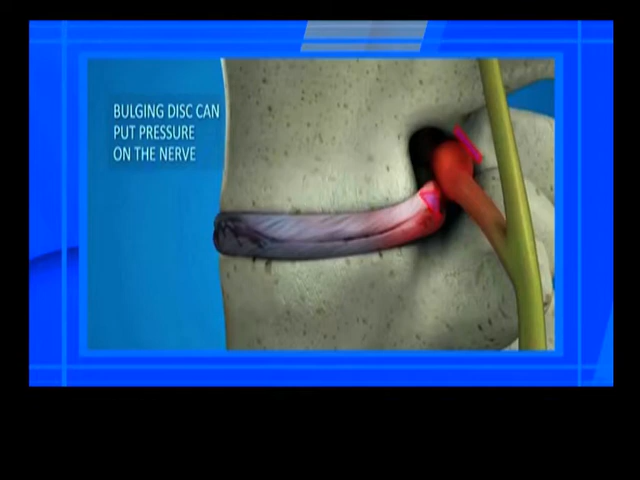 BULGING DISC CAN
PUT PRESSURE
ON THE NERVE